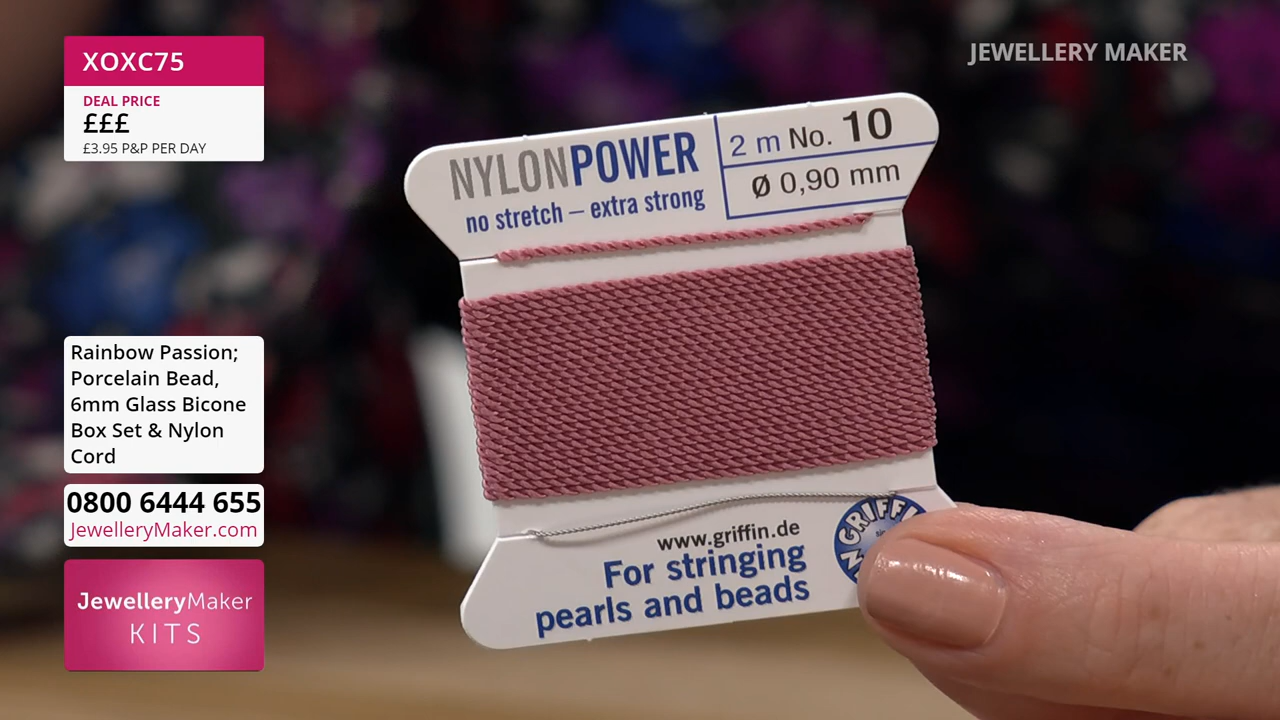 XOXC75
DEAL PRICE
£££
£3.95 P&P PER DAY
JEWELLERY MAKER
NYLONPOWER
no stretch – extra strong
2 m No. 10
Ø 0,90 mm
Rainbow Passion;
Porcelain Bead,
6mm Glass Bicone
Box Set & Nylon
Cord
0800 6444 655
JewelleryMaker.com
JewelleryMaker
KITS
www.griffin.de
For stringing
pearls and beads
GRIFFIN